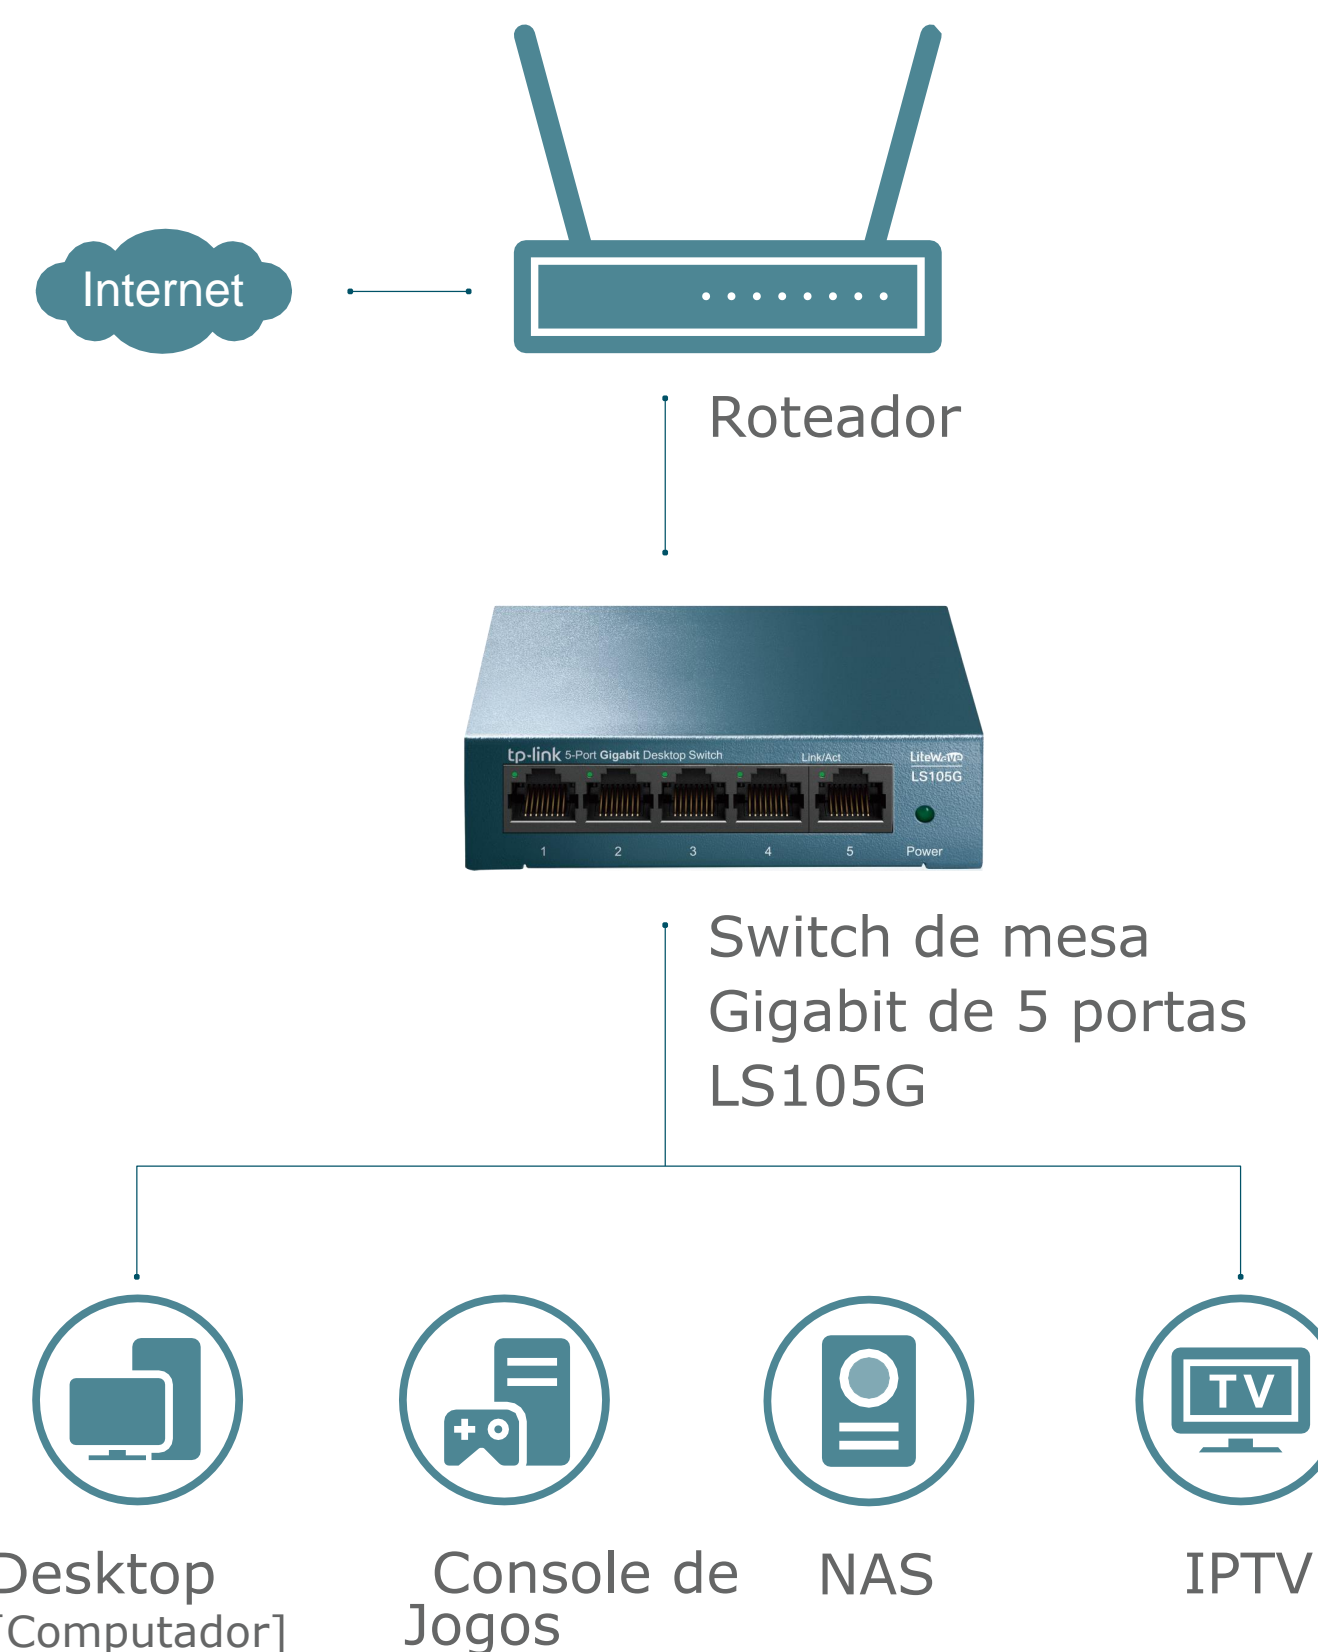 Internet
Roteador
tp-link 5-Port Gigabit Desktop Switch
Link/Act
LiteWave
LS105G
1 2 3 4 5 Power
Switch de mesa
Gigabit de 5 portas
LS105G
Desktop
[Computador]
Console de
Jogos
NAS
TV
IPTV